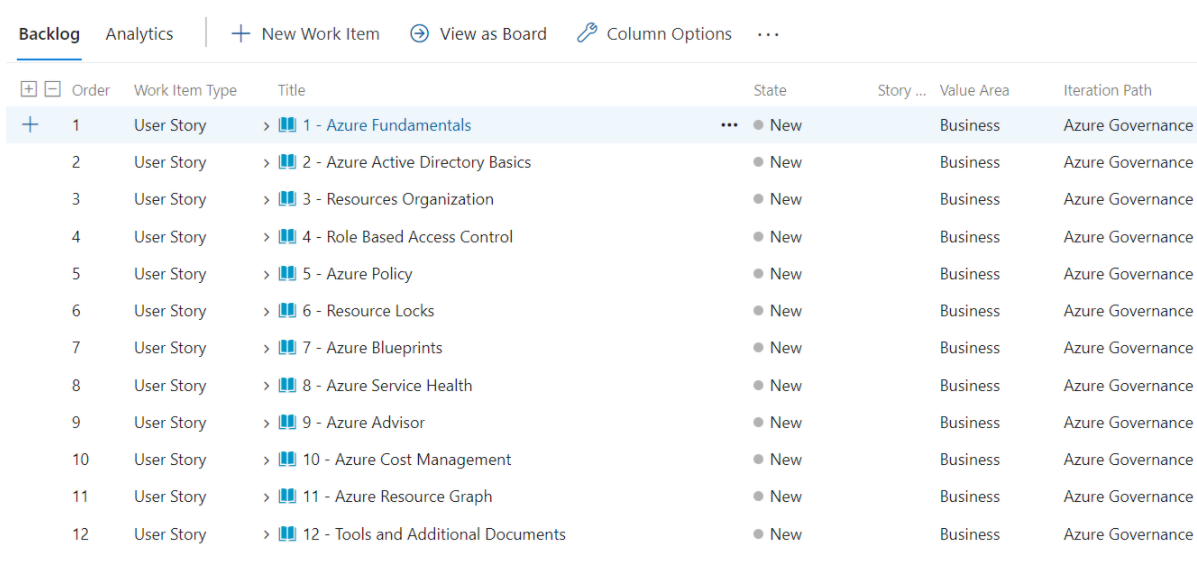 Backlog Analytics New Work Item View as Board Column Options ...
Order Work Item Type Title State Story ... Value Area Iteration Path
1 User Story 1 - Azure Fundamentals ... New Business Azure Governance
2 User Story 2 - Azure Active Directory Basics New Business Azure Governance
3 User Story 3 - Resources Organization New Business Azure Governance
4 User Story 4 - Role Based Access Control New Business Azure Governance
5 User Story 5 - Azure Policy New Business Azure Governance
6 User Story 6 - Resource Locks New Business Azure Governance
7 User Story 7 - Azure Blueprints New Business Azure Governance
8 User Story 8 - Azure Service Health New Business Azure Governance
9 User Story 9 - Azure Advisor New Business Azure Governance
10 User Story 10 - Azure Cost Management New Business Azure Governance
11 User Story 11 - Azure Resource Graph New Business Azure Governance
12 User Story 12 - Tools and Additional Documents New Business Azure Governance